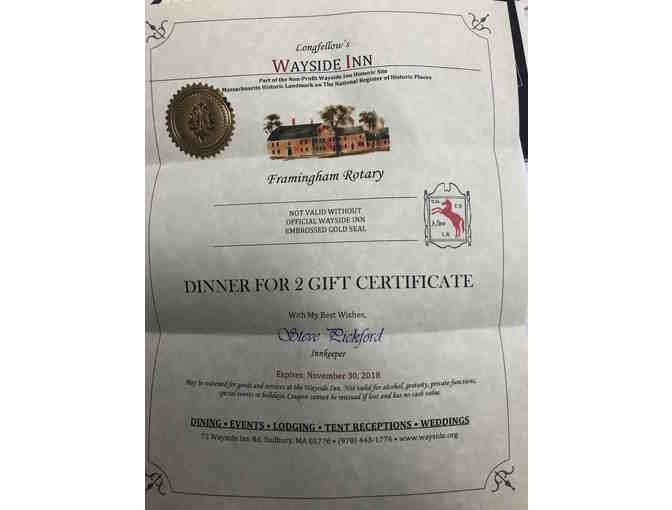 Longfellow's
WAYSIDE INN
Part of the Non-Profit Wayside Inn Historic Site
Massachusetts Historic Landmark on The National Register of Historic Places
Framingham Rotary
NOT VALID WITHOUT
OFFICIAL WAYSIDE INN
EMBROSSED GOLD SEAL
DINNER FOR 2 GIFT CERTIFICATE
With My Best Wishes,
Steve Pickford
Innkeeper
Expires: November 30, 2018
May be redeemed for goods and services at the Wayside Inn. Not valid for alcohol, gratuity, private functions,
special events or holidays. Coupon cannot be reissued if lost and has no cash value.
DINING • EVENTS • LODGING • TENT RECEPTIONS • WEDDINGS
72 Wayside Inn Rd. Sudbury, MA 01776 • (978) 443-1776 • www.wayside.org